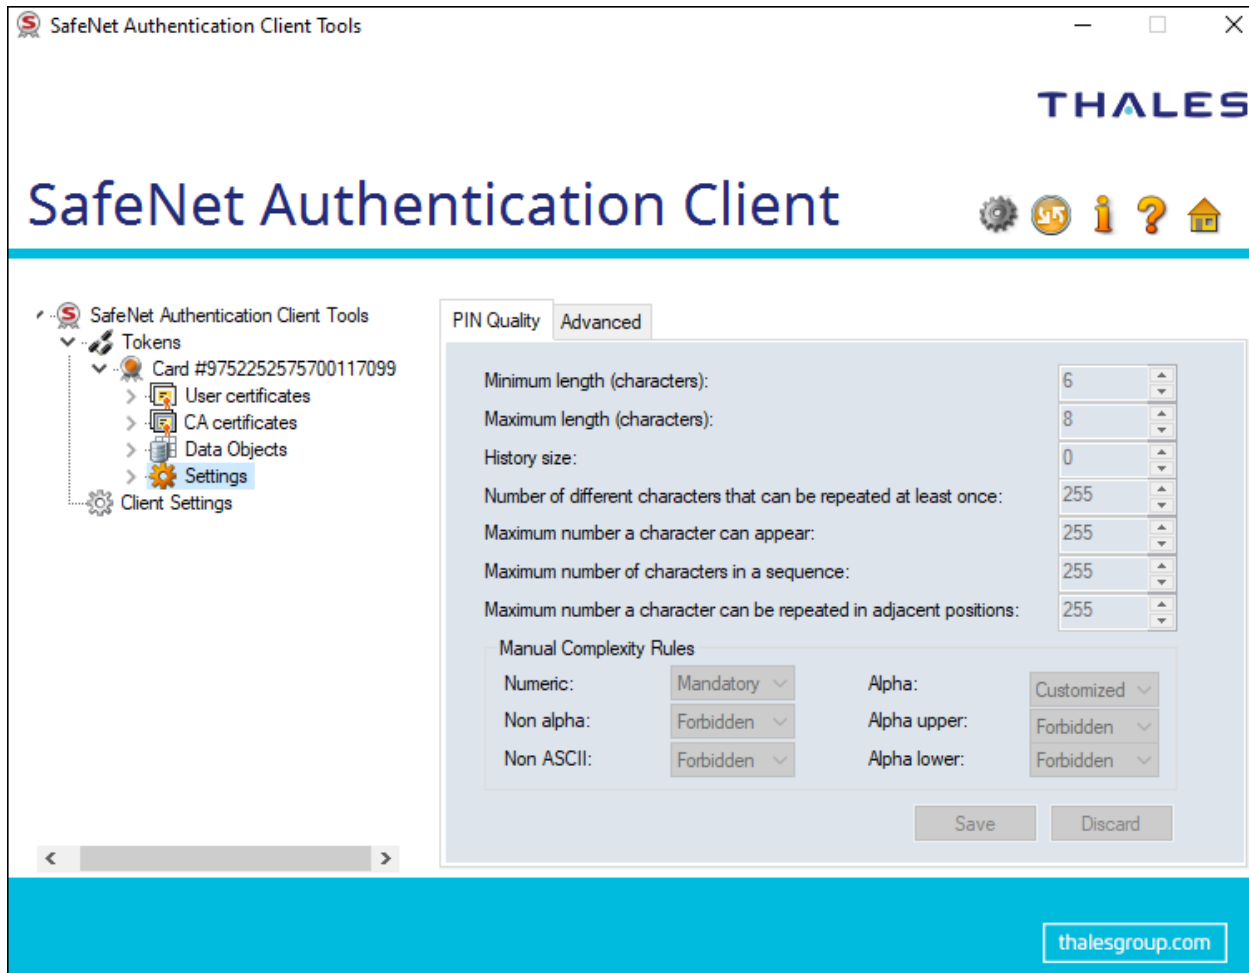 SafeNet Authentication Client Tools
THALES
SafeNet Authentication Client
SafeNet Authentication Client Tools
Tokens
Card #9752252575700117099
User certificates
CA certificates
Data Objects
Settings
Client Settings
PIN Quality Advanced
Minimum length (characters): 6
Maximum length (characters): 8
History size: 0
Number of different characters that can be repeated at least once: 255
Maximum number a character can appear: 255
Maximum number of characters in a sequence: 255
Maximum number a character can be repeated in adjacent positions: 255
Manual Complexity Rules
Numeric: Mandatory Alpha: Customized
Non alpha: Forbidden Alpha upper: Forbidden
Non ASCII: Forbidden Alpha lower: Forbidden
Save Discard
thalesgroup.com